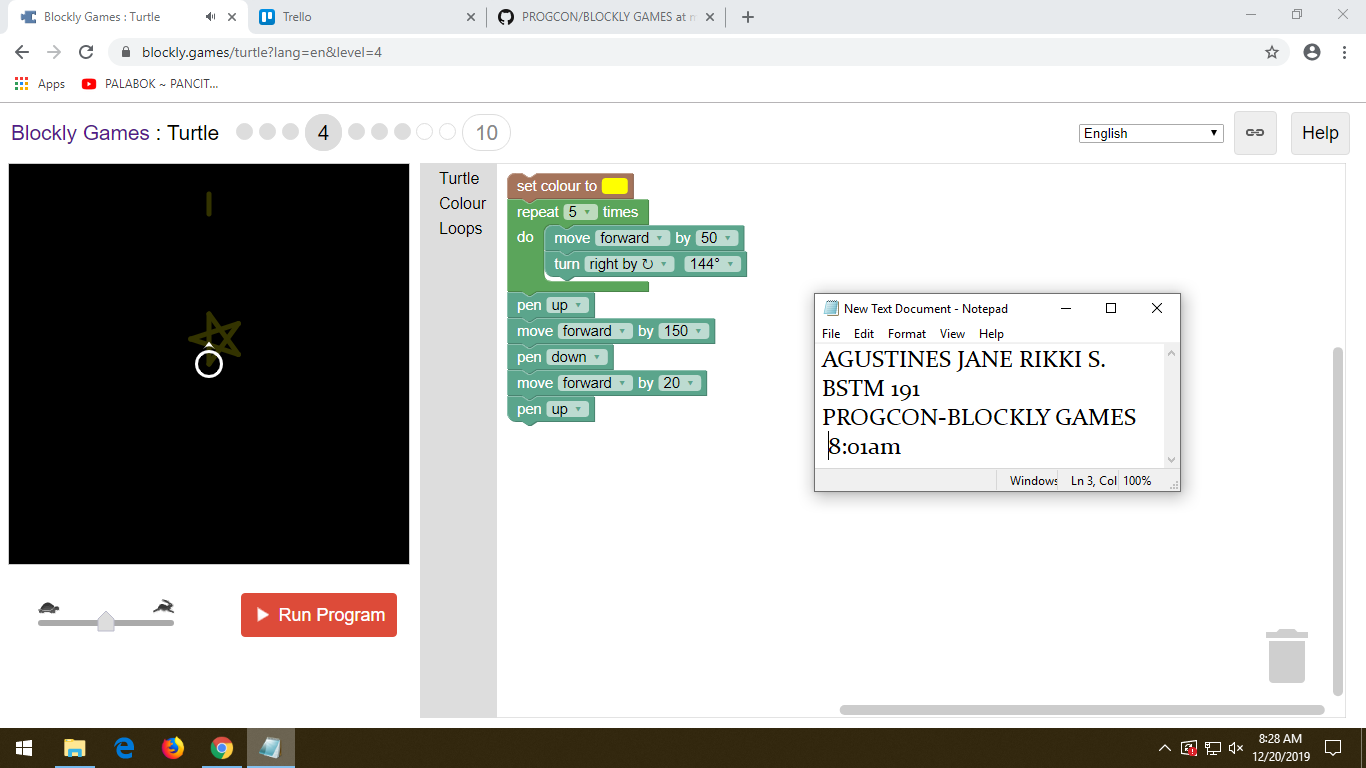 Blockly Games : Turtle
Trello
PROGCON/BLOCKLY GAMES at m
blockly.games/turtle?lang=en&level=4
Apps
PALABOK ~ PANCIT...
Blockly Games : Turtle
4
10
English
Help
Turtle
Colour
Loops
set colour to
repeat 5 times
do
move forward by 50
turn right by ↻ 144°
pen up
move forward by 150
pen down
move forward by 20
pen up
Run Program
New Text Document - Notepad
File Edit Format View Help
AGUSTINES JANE RIKKI S.
BSTM 191
PROGCON-BLOCKLY GAMES
8:01am
Windows Ln 3, Col 100%
8:28 AM
12/20/2019